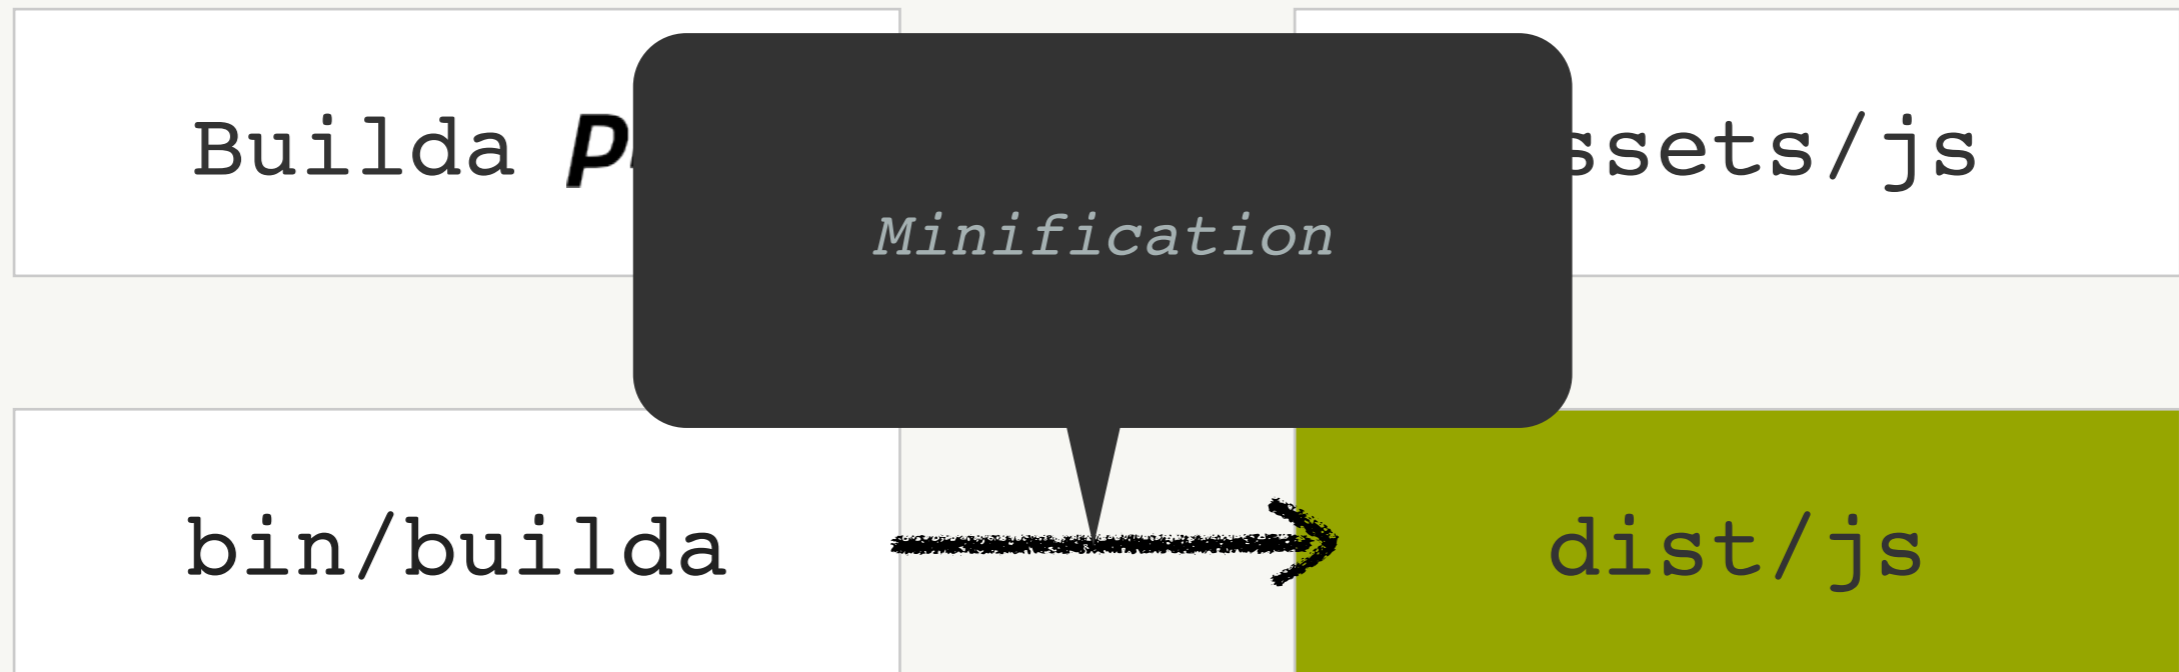 Builda
ssets/js
Minification
bin/builda
dist/js